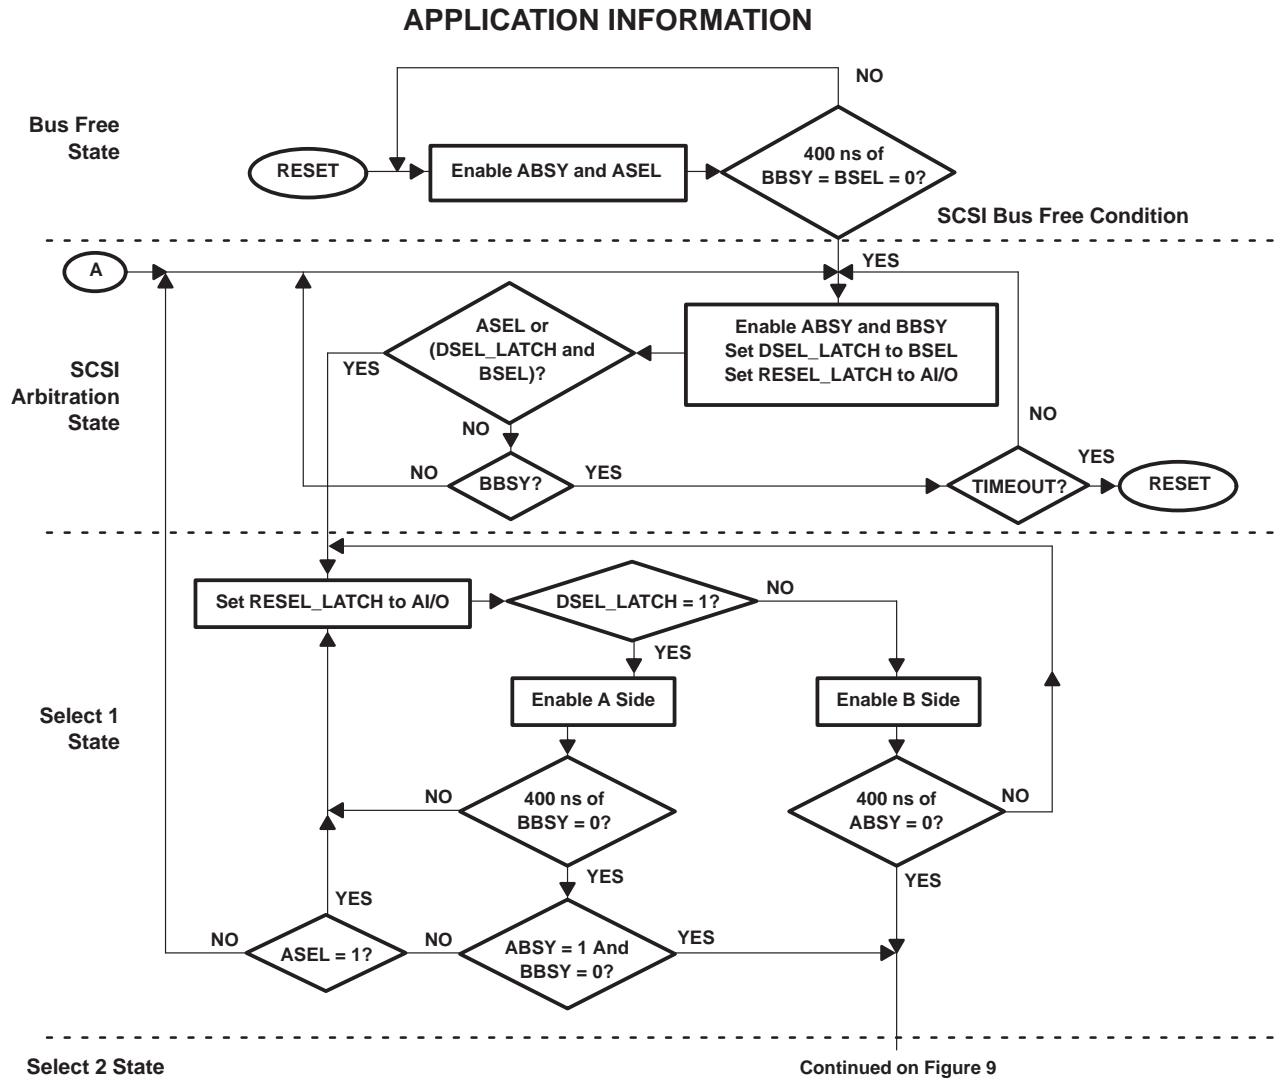 APPLICATION INFORMATION
NO
Bus Free
State
RESET
Enable ABSY and ASEL
400 ns of
BBSY = BSEL = 0?
SCSI Bus Free Condition
A
YES
SCSI
Arbitration
State
YES
ASEL or
(DSEL_LATCH and
BSEL)?
Enable ABSY and BBSY
Set DSEL_LATCH to BSEL
Set RESEL_LATCH to AI/O
NO
NO
NO
BBSY?
YES
TIMEOUT?
YES
RESET
Set RESEL_LATCH to AI/O
DSEL_LATCH = 1?
NO
YES
Enable A Side
Enable B Side
Select 1
State
NO
400 ns of
BBSY = 0?
400 ns of
ABSY = 0?
NO
YES
YES
YES
NO
ASEL = 1?
NO
ABSY = 1 And
BBSY = 0?
YES
Select 2 State
Continued on Figure 9